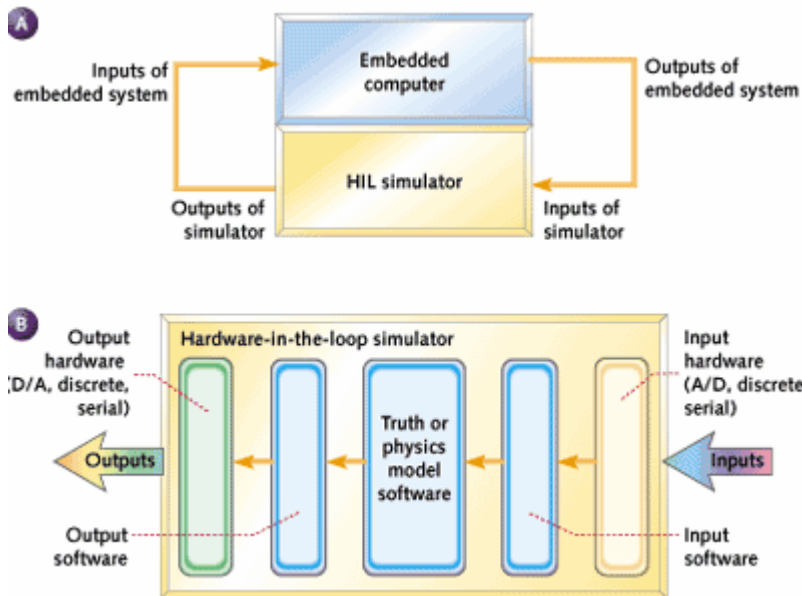 A
Inputs of
embedded system
Embedded
computer
Outputs of
embedded system
HIL simulator
Outputs of
simulator
Inputs of
simulator
B
Hardware-in-the-loop simulator
Output
hardware
(D/A, discrete,
serial)
Input
hardware
(A/D, discrete
serial)
Truth or
physics
model
software
Outputs
Inputs
Output
software
Input
software